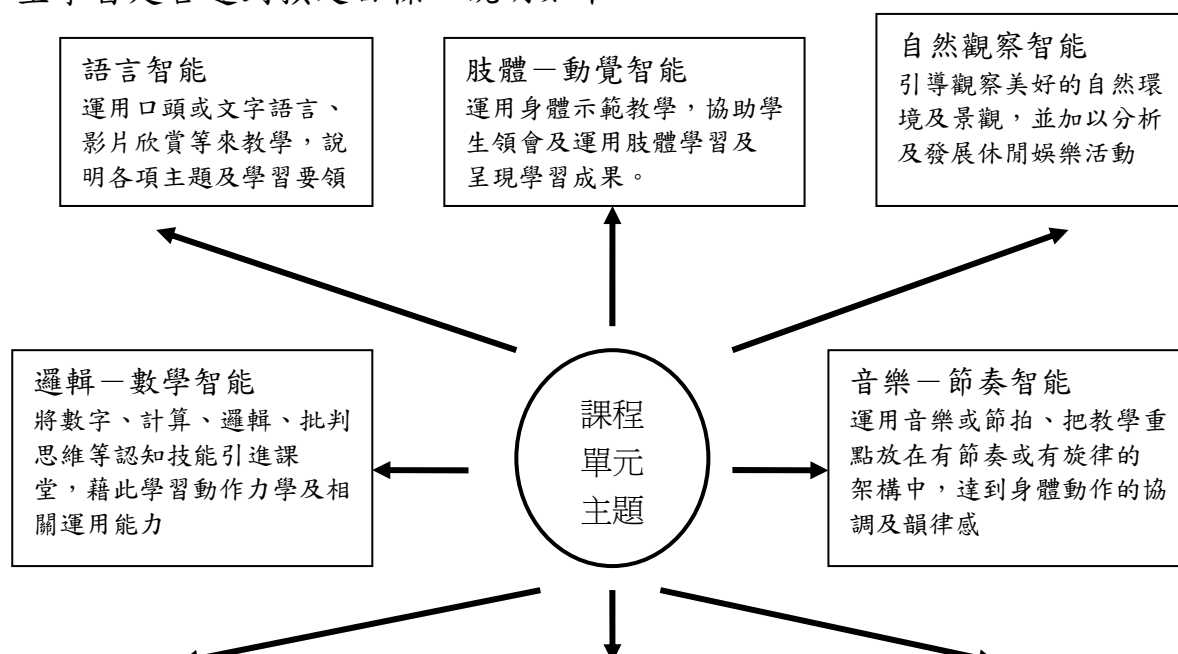 語言智能
運用口頭或文字語言、
影片欣賞等來教學，說
明各項主題及學習要領
肢體－動覺智能
運用身體示範教學，協助學
生領會及運用肢體學習及
呈現學習成果。
自然觀察智能
引導觀察美好的自然環
境及景觀，並加以分析
及發展休閒娛樂活動
邏輯－數學智能
將數字、計算、邏輯、批判
思維等認知技能引進課
堂，藉此學習動作力學及相
關運用能力
課程
單元
主題
音樂－節奏智能
運用音樂或節拍、把教學重
點放在有節奏或有旋律的
架構中，達到身體動作的協
調及韻律感